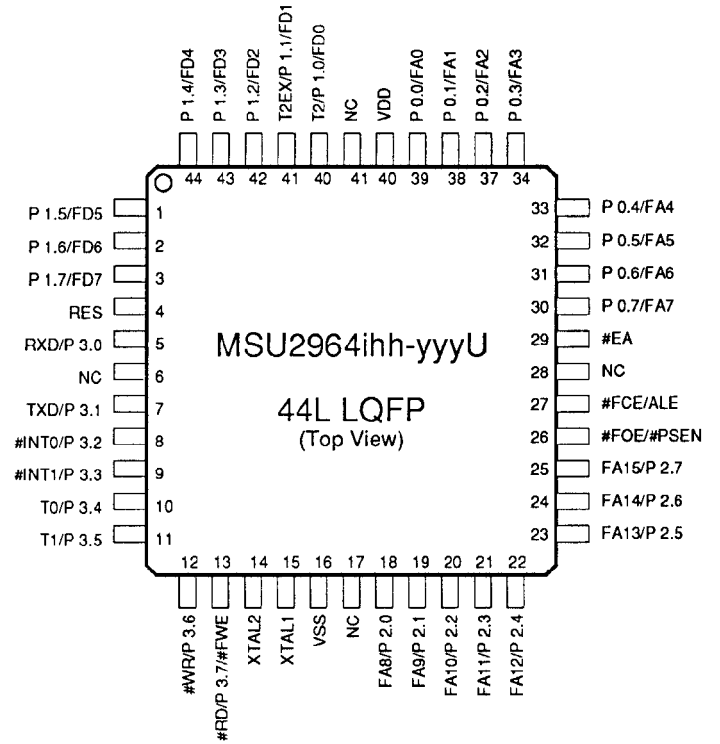 P 1.4/FD4
P 1.3/FD3
P 1.2/FD2
T2EX/P 1.1/FD1
T2/P 1.0/FD0
NC
VDD
P 0.0/FA0
P 0.1/FA1
P 0.2/FA2
P 0.3/FA3
44 43 42 41 40 41 40 39 38 37 34
P 1.5/FD5 1
P 1.6/FD6 2
P 1.7/FD7 3
RES 4
RXD/P 3.0 5
NC 6
TXD/P 3.1 7
#INT0/P 3.2 8
#INT1/P 3.3 9
T0/P 3.4 10
T1/P 3.5 11
MSU2964ihh-yyyU
44L LQFP
(Top View)
33 P 0.4/FA4
32 P 0.5/FA5
31 P 0.6/FA6
30 P 0.7/FA7
29 #EA
28 NC
27 #FCE/ALE
26 #FOE/#PSEN
25 FA15/P 2.7
24 FA14/P 2.6
23 FA13/P 2.5
12 13 14 15 16 17 18 19 20 21 22
#WR/P 3.6
#RD/P 3.7/#FWE
XTAL2
XTAL1
VSS
NC
FA8/P 2.0
FA9/P 2.1
FA10/P 2.2
FA11/P 2.3
FA12/P 2.4